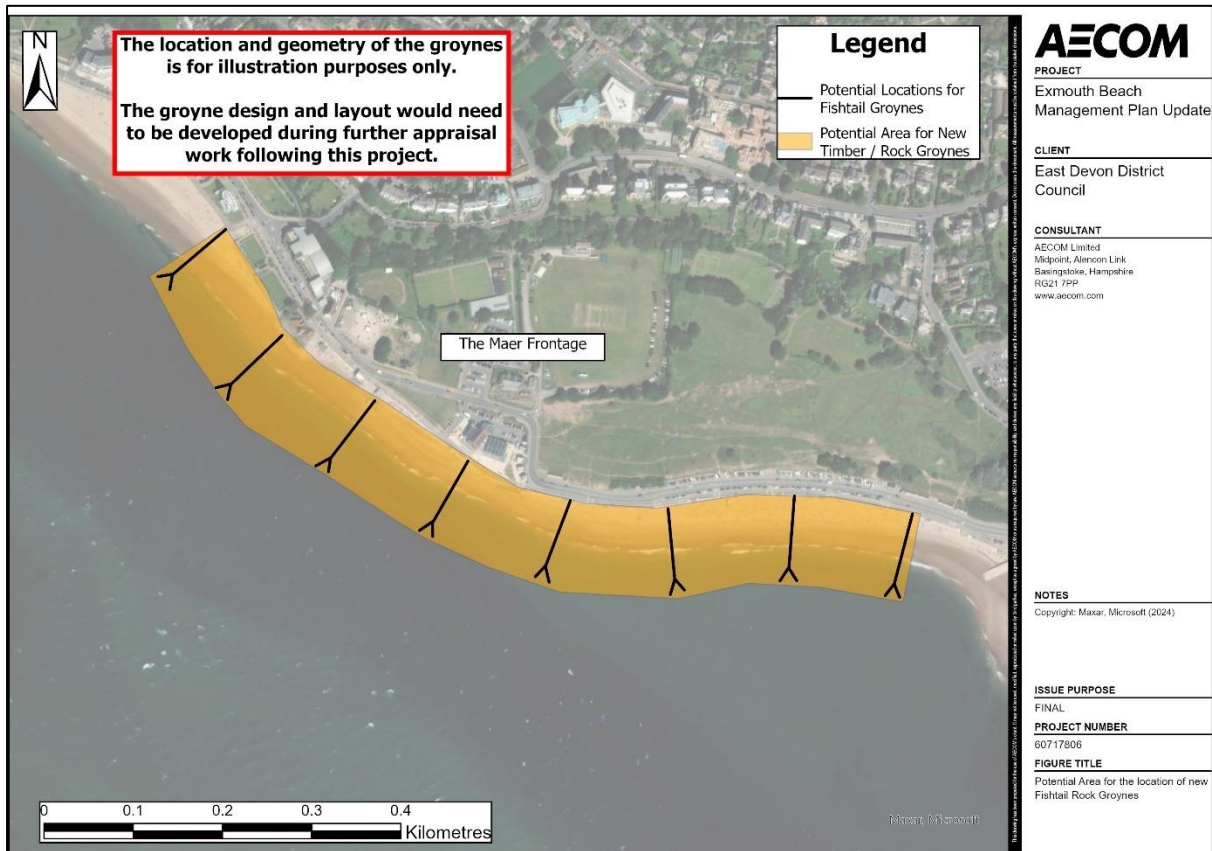 N
The location and geometry of the groynes
is for illustration purposes only.
The groyne design and layout would need
to be developed during further appraisal
work following this project.
Legend
Potential Locations for
Fishtail Groynes
Potential Area for New
Timber / Rock Groynes
The Maer Frontage
0 0.1 0.2 0.3 0.4
Kilometres
Maxar, Microsoft
AECOM
PROJECT
Exmouth Beach
Management Plan Update
CLIENT
East Devon District
Council
CONSULTANT
AECOM Limited
Midpoint, Alencon Link
Basingstoke, Hampshire
RG21 7PP
www.aecom.com
NOTES
Copyright: Maxar, Microsoft (2024)
ISSUE PURPOSE
FINAL
PROJECT NUMBER
60717806
FIGURE TITLE
Potential Area for the location of new
Fishtail Rock Groynes